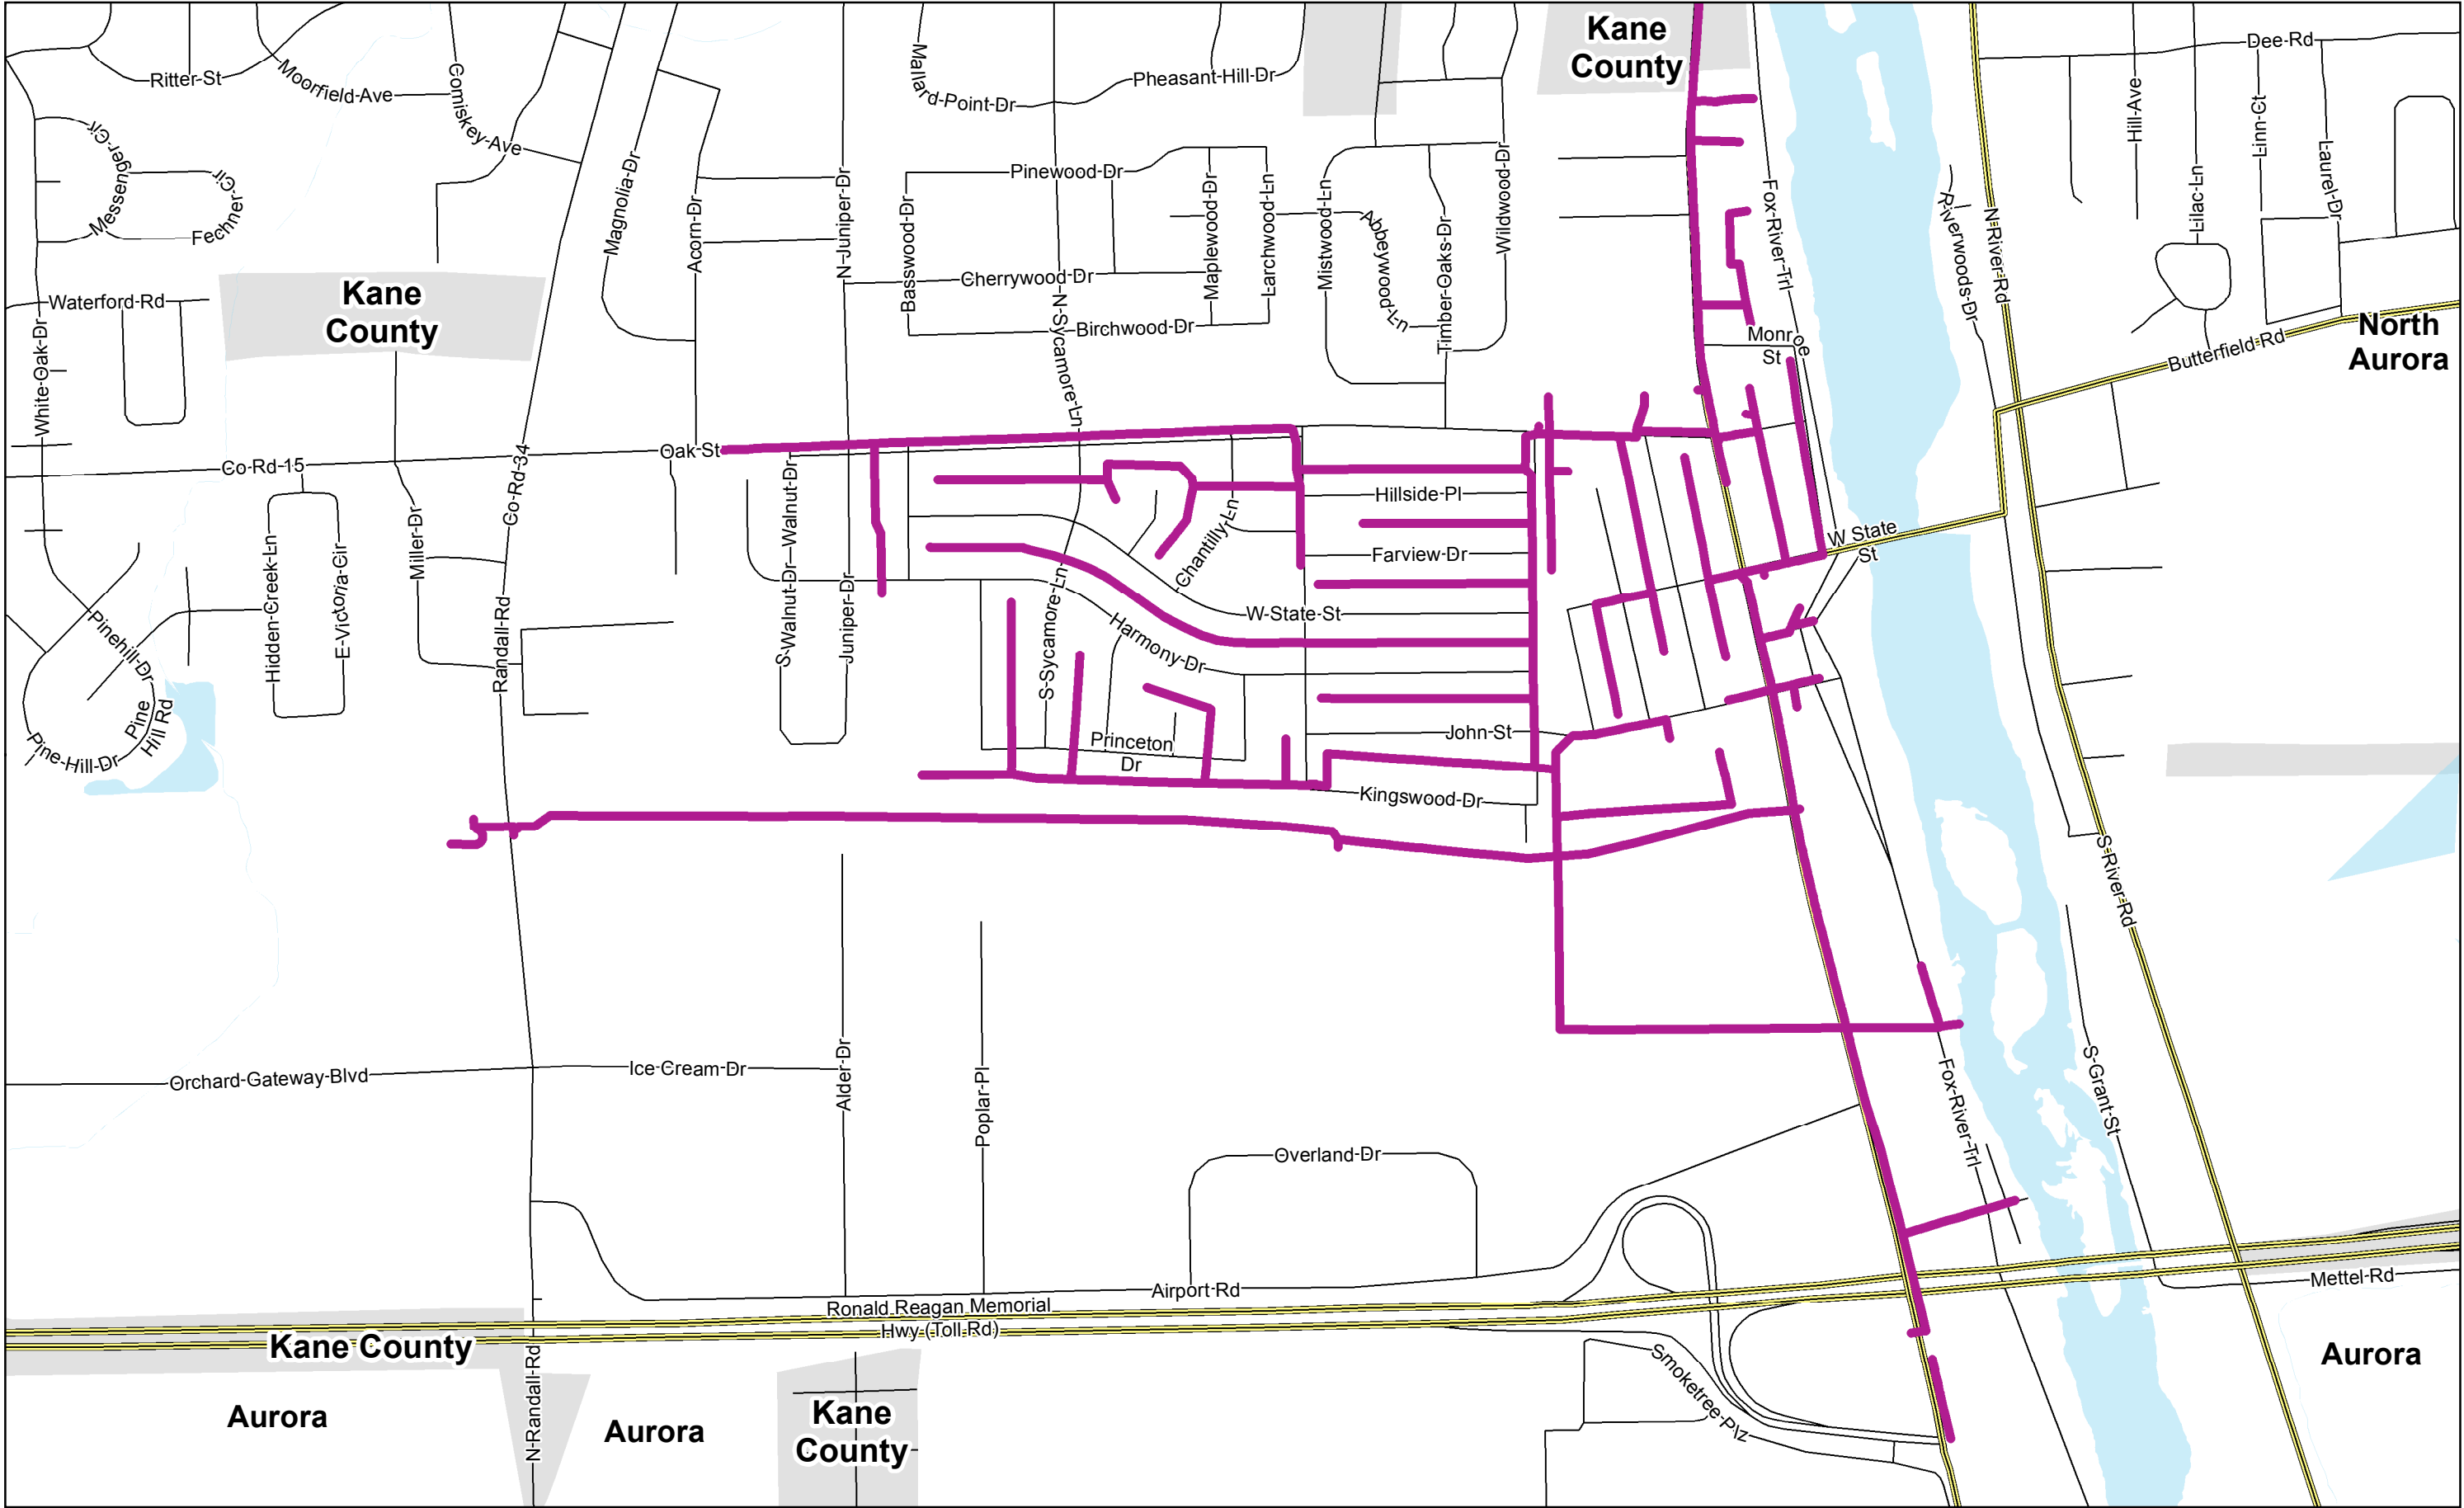 Kane
County
Dee Rd
Ritter St
Moorfield Ave
Comiskey Ave
Mallard Point Dr
Pheasant Hill Dr
Hill Ave
Linn Ct
Laurel Dr
Lilac Ln
Messenger Cir
Fechner Cir
Magnolia Dr
Acorn Dr
N Juniper Dr
Pinewood Dr
Basswood Dr
Maplewood Dr
Larchwood Ln
Mistwood Ln
Abbeywood Ln
Timber Oaks Dr
Wildwood Dr
Fox River Trl
Riverwoods Dr
N River Rd
Cherrywood Dr
N Sycamore Ln
Birchwood Dr
Waterford Rd
Kane
County
White Oak Dr
Monroe
St
Butterfield Rd
North
Aurora
Oak St
Co Rd 15
Co Rd 34
Hillside Pl
Chantilly Ln
Farview Dr
W State
St
S Walnut Dr
Walnut Dr
Juniper Dr
Miller Dr
Hidden Creek Ln
E Victoria Cir
Randall Rd
Pinehill Dr
Pine
Hill Rd
Pine Hill Dr
S Sycamore Ln
W State St
Harmony Dr
John St
Princeton
Dr
Kingswood Dr
S River Rd
S Grant St
Orchard Gateway Blvd
Ice Cream Dr
Alder Dr
Poplar Pl
Fox River Trl
Overland Dr
Airport Rd
Mettel Rd
Ronald Reagan Memorial
Hwy (Toll Rd)
Kane County
Smoketree Plz
N Randall Rd
Aurora
Aurora
Aurora
Kane
County